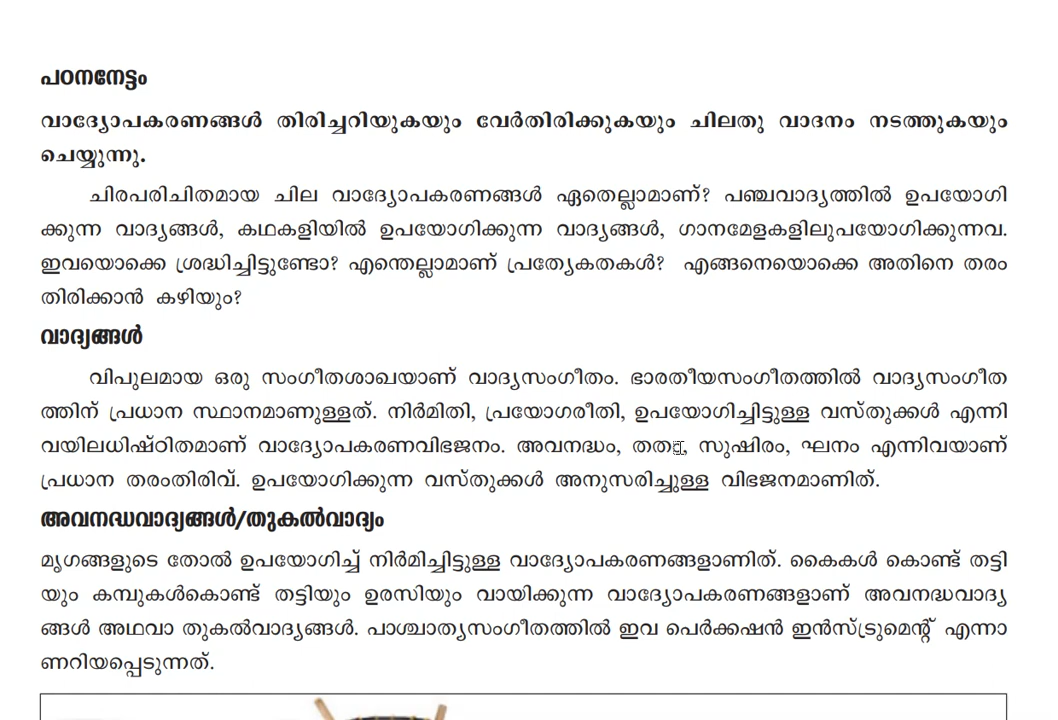 പഠനനേട്ടം
വാദ്യോപകരണങ്ങൾ തിരിച്ചറിയുകയും വേർതിരിക്കുകയും ചിലതു വാദനം നടത്തുകയും
ചെയ്യുന്നു.
ചിരപരിചിതമായ ചില വാദ്യോപകരണങ്ങൾ ഏതെല്ലാമാണ്? പഞ്ചവാദ്യത്തിൽ ഉപയോഗി
ക്കുന്ന വാദ്യങ്ങൾ, കഥകളിയിൽ ഉപയോഗിക്കുന്ന വാദ്യങ്ങൾ, ഗാനമേളകളിലുപയോഗിക്കുന്നവ.
ഇവയൊക്കെ ശ്രദ്ധിച്ചിട്ടുണ്ടോ? എന്തെല്ലാമാണ് പ്രത്യേകതകൾ? എങ്ങനെയൊക്കെ അതിനെ തരം
തിരിക്കാൻ കഴിയും?
വാദ്യങ്ങൾ
വിപുലമായ ഒരു സംഗീതശാഖയാണ് വാദ്യസംഗീതം. ഭാരതീയസംഗീതത്തിൽ വാദ്യസംഗീത
ത്തിന് പ്രധാന സ്ഥാനമാണുള്ളത്. നിർമിതി, പ്രയോഗരീതി, ഉപയോഗിച്ചിട്ടുള്ള വസ്തുക്കൾ എന്നി
വയിലധിഷ്ഠിതമാണ് വാദ്യോപകരണവിഭജനം. അവനദ്ധം, തതം, സുഷിരം, ഘനം എന്നിവയാണ്
പ്രധാന തരംതിരിവ്. ഉപയോഗിക്കുന്ന വസ്തുക്കൾ അനുസരിച്ചുള്ള വിഭജനമാണിത്.
അവനദ്ധവാദ്യങ്ങൾ/തുകൽവാദ്യം
മൃഗങ്ങളുടെ തോൽ ഉപയോഗിച്ച് നിർമിച്ചിട്ടുള്ള വാദ്യോപകരണങ്ങളാണിത്. കൈകൾ കൊണ്ട് തട്ടി
യും കമ്പുകൾകൊണ്ട് തട്ടിയും ഉരസിയും വായിക്കുന്ന വാദ്യോപകരണങ്ങളാണ് അവനദ്ധവാദ്യ
ങ്ങൾ അഥവാ തുകൽവാദ്യങ്ങൾ. പാശ്ചാത്യസംഗീതത്തിൽ ഇവ പെർക്കഷൻ ഇൻസ്ട്രുമെന്റ് എന്നാ
ണറിയപ്പെടുന്നത്.